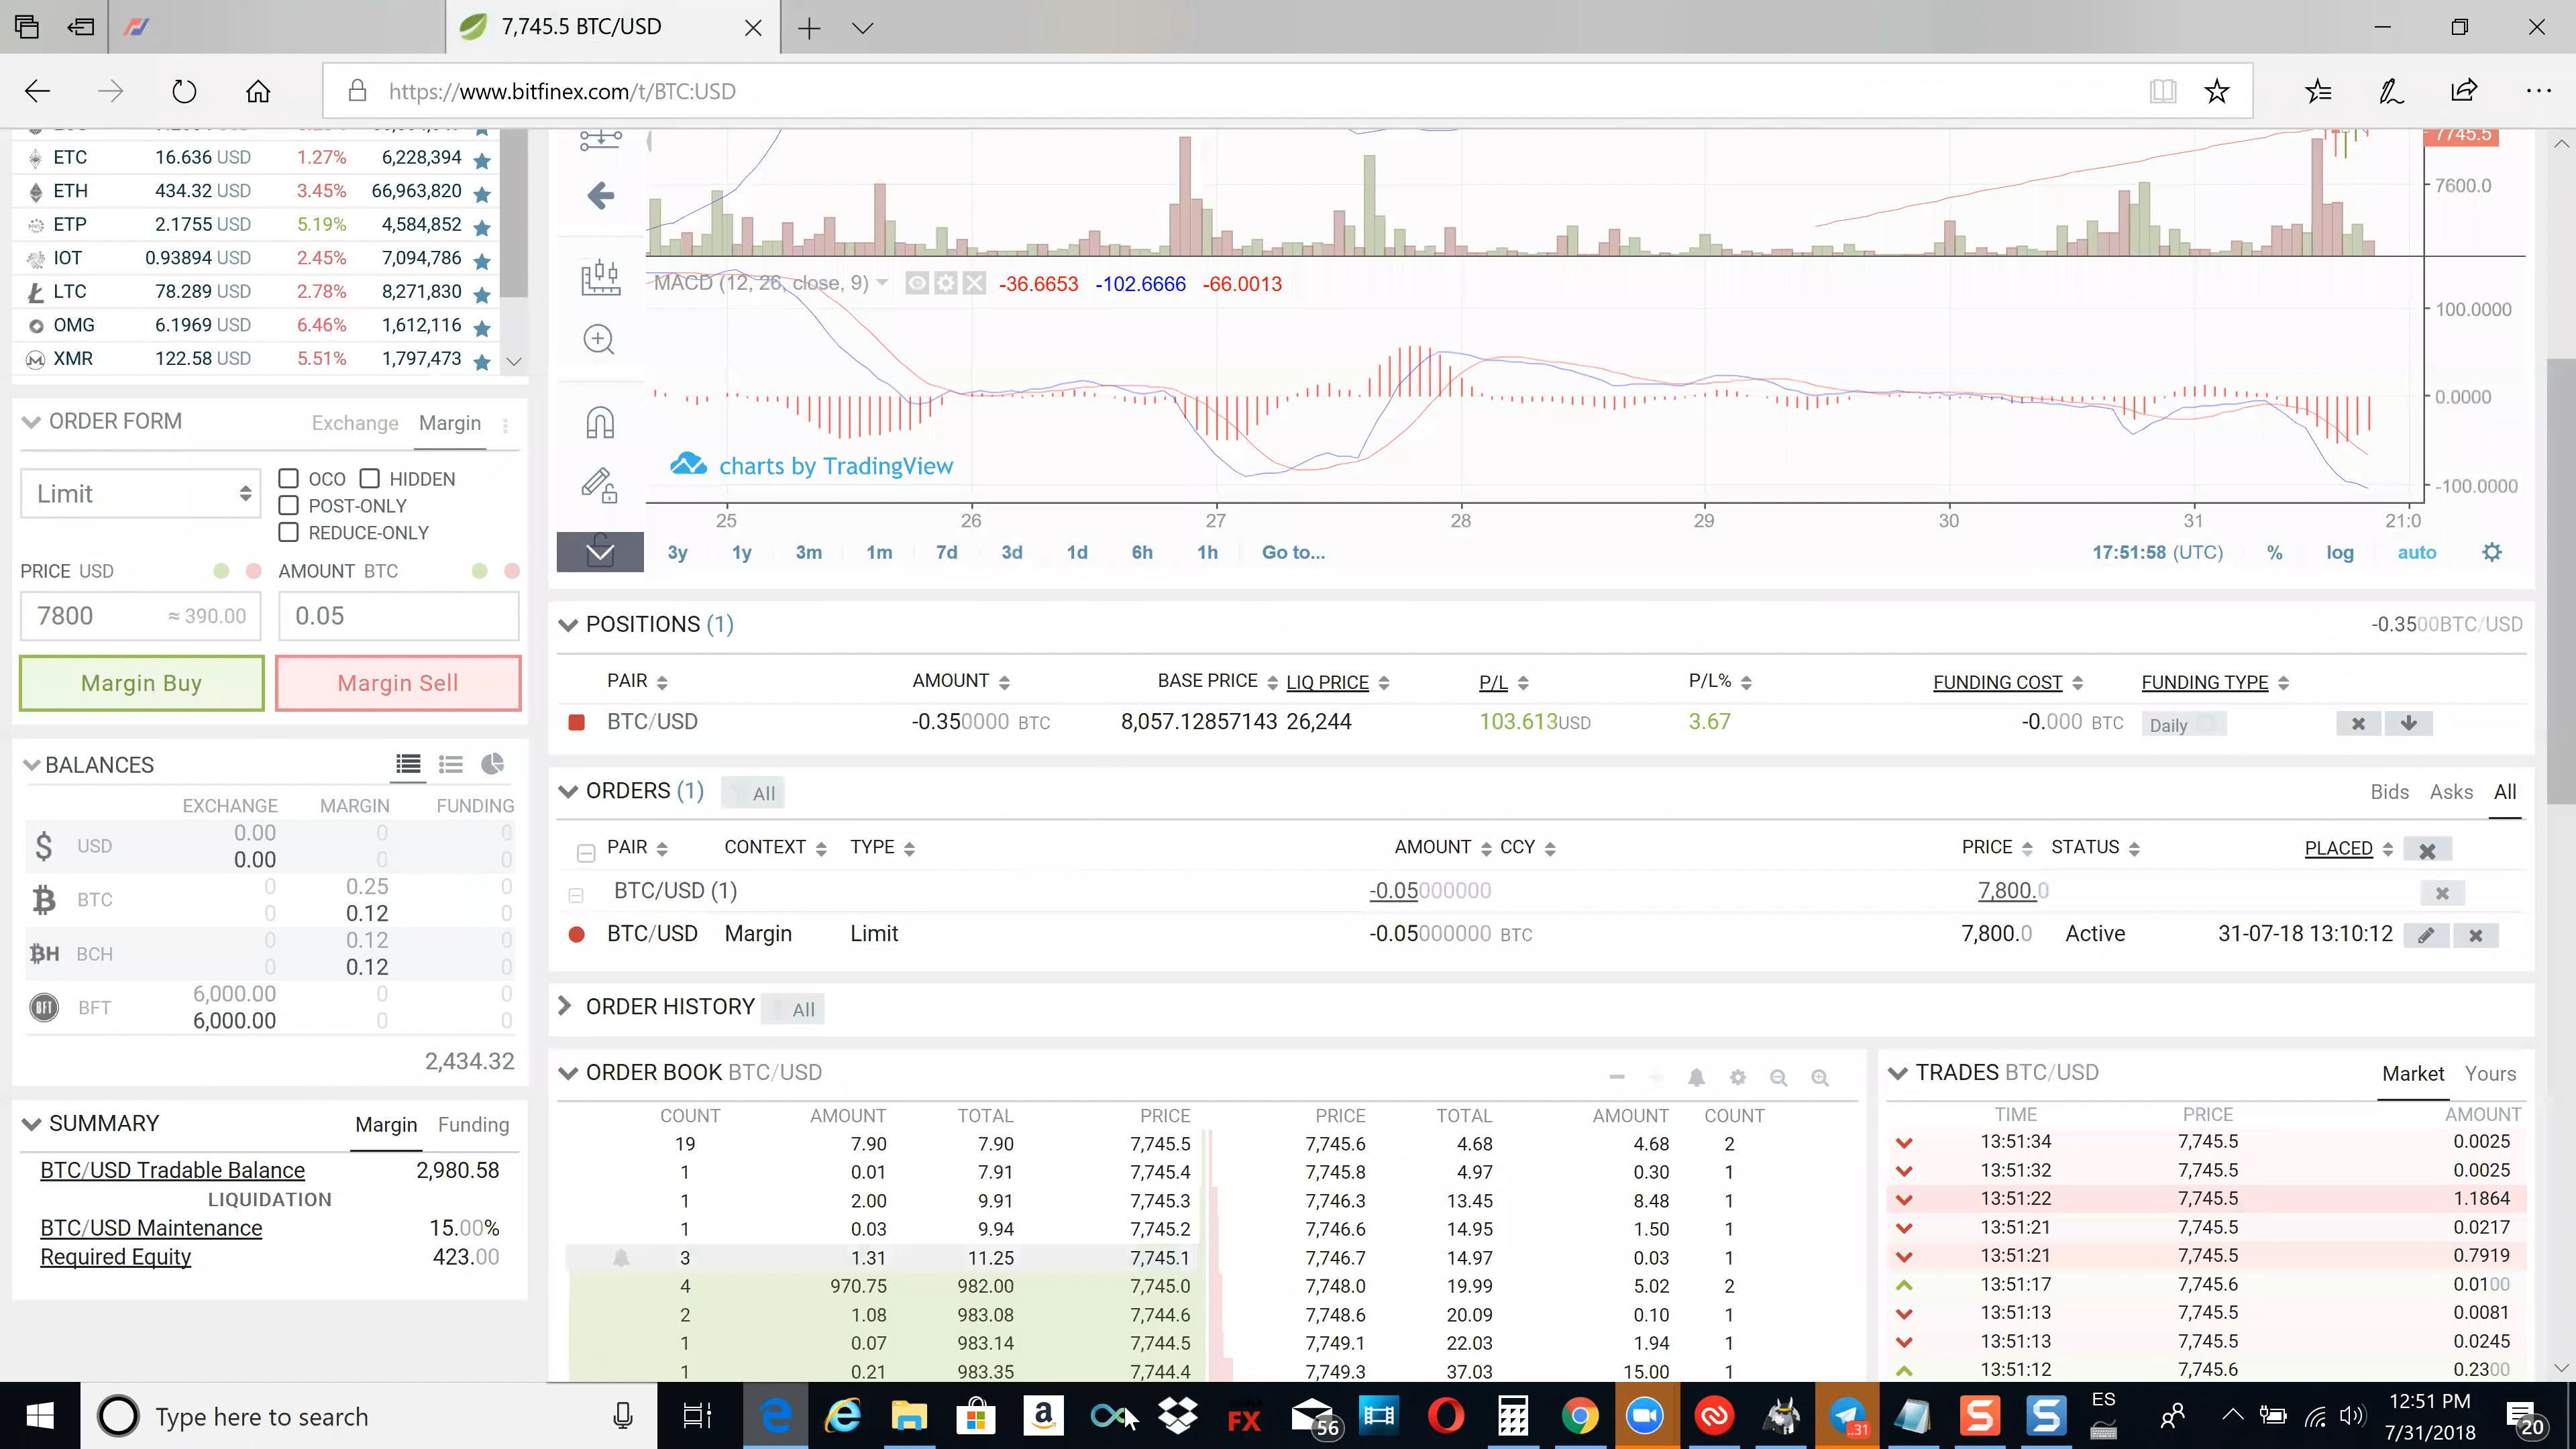 7,745.5 BTC/USD
https://www.bitfinex.com/t/BTC:USD
ETC 16.636 USD 1.27% 6,228,394
ETH 434.32 USD 3.45% 66,963,820
ETP 2.1755 USD 5.19% 4,584,852
IOT 0.93894 USD 2.45% 7,094,786
LTC 78.289 USD 2.78% 8,271,830
OMG 6.1969 USD 6.46% 1,612,116
XMR 122.58 USD 5.51% 1,797,473
7745.5
7600.0
MACD (12, 26, close, 9) -36.6653 -102.6666 -66.0013
100.0000
0.0000
-100.0000
charts by TradingView
25 26 27 28 29 30 31 21:0
3y 1y 3m 1m 7d 3d 1d 6h 1h Go to... 17:51:58 (UTC) % log auto
ORDER FORM Exchange Margin
Limit
OCO HIDDEN
POST-ONLY
REDUCE-ONLY
PRICE USD AMOUNT BTC
7800 ≈ 390.00 0.05
Margin Buy Margin Sell
BALANCES
EXCHANGE MARGIN FUNDING
USD 0.00 0 0
0.00 0 0
BTC 0 0.25 0
0 0.12 0
BCH 0 0.12 0
0 0.12 0
BFT 6,000.00 0 0
6,000.00 0 0
2,434.32
SUMMARY Margin Funding
BTC/USD Tradable Balance 2,980.58
LIQUIDATION
BTC/USD Maintenance 15.00%
Required Equity 423.00
POSITIONS (1) -0.3500BTC/USD
PAIR AMOUNT BASE PRICE LIQ PRICE P/L P/L% FUNDING COST FUNDING TYPE
BTC/USD -0.350000 BTC 8,057.12857143 26,244 103.613USD 3.67 -0.000 BTC Daily
ORDERS (1) All Bids Asks All
PAIR CONTEXT TYPE AMOUNT CCY PRICE STATUS PLACED
BTC/USD (1) -0.05000000 7,800.0
BTC/USD Margin Limit -0.05000000 BTC 7,800.0 Active 31-07-18 13:10:12
ORDER HISTORY All
ORDER BOOK BTC/USD
COUNT AMOUNT TOTAL PRICE PRICE TOTAL AMOUNT COUNT
19 7.90 7.90 7,745.5 7,745.6 4.68 4.68 2
1 0.01 7.91 7,745.4 7,745.8 4.97 0.30 1
1 2.00 9.91 7,745.3 7,746.3 13.45 8.48 1
1 0.03 9.94 7,745.2 7,746.6 14.95 1.50 1
3 1.31 11.25 7,745.1 7,746.7 14.97 0.03 1
4 970.75 982.00 7,745.0 7,748.0 19.99 5.02 2
2 1.08 983.08 7,744.6 7,748.6 20.09 0.10 1
1 0.07 983.14 7,744.5 7,749.1 22.03 1.94 1
1 0.21 983.35 7,744.4 7,749.3 37.03 15.00 1
TRADES BTC/USD Market Yours
TIME PRICE AMOUNT
13:51:34 7,745.5 0.0025
13:51:32 7,745.5 0.0025
13:51:22 7,745.5 1.1864
13:51:21 7,745.5 0.0217
13:51:21 7,745.5 0.7919
13:51:17 7,745.6 0.0100
13:51:13 7,745.5 0.0081
13:51:13 7,745.5 0.0245
13:51:12 7,745.6 0.2300
Type here to search
FX
56
..31
ES
12:51 PM
7/31/2018
20